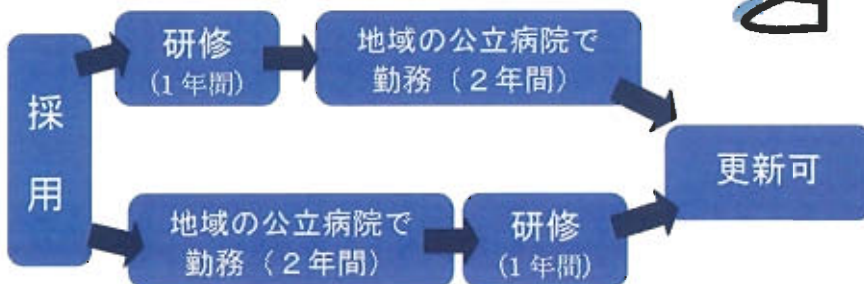 採用
研修
(1年間)
地域の公立病院で
勤務（2年間）
地域の公立病院で
勤務（2年間）
研修
(1年間)
更新可